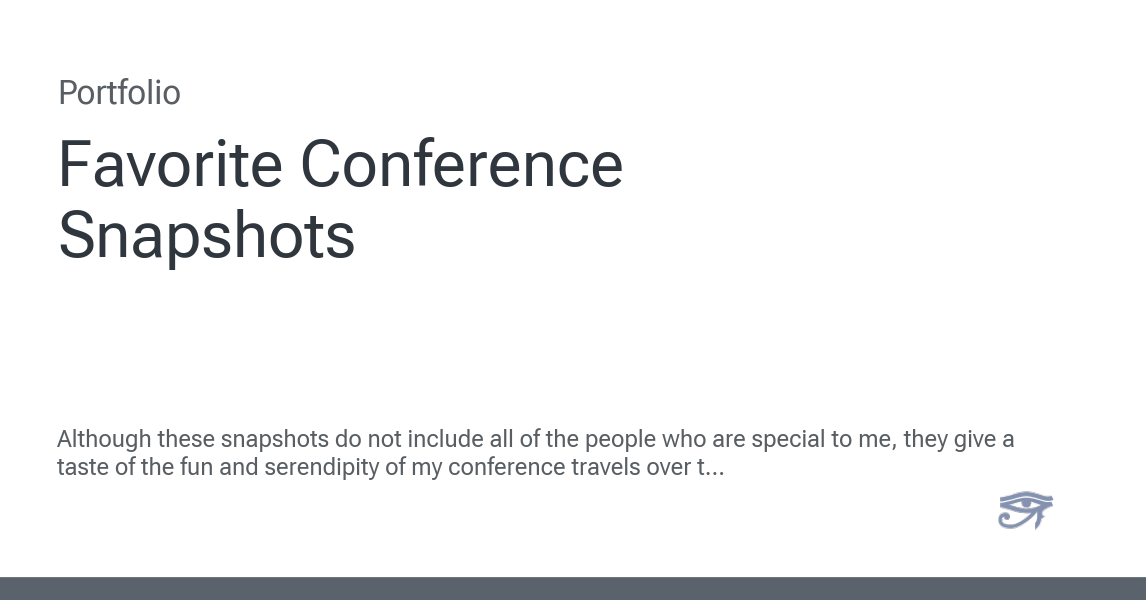 Portfolio
Favorite Conference
Snapshots
Although these snapshots do not include all of the people who are special to me, they give a
taste of the fun and serendipity of my conference travels over t...